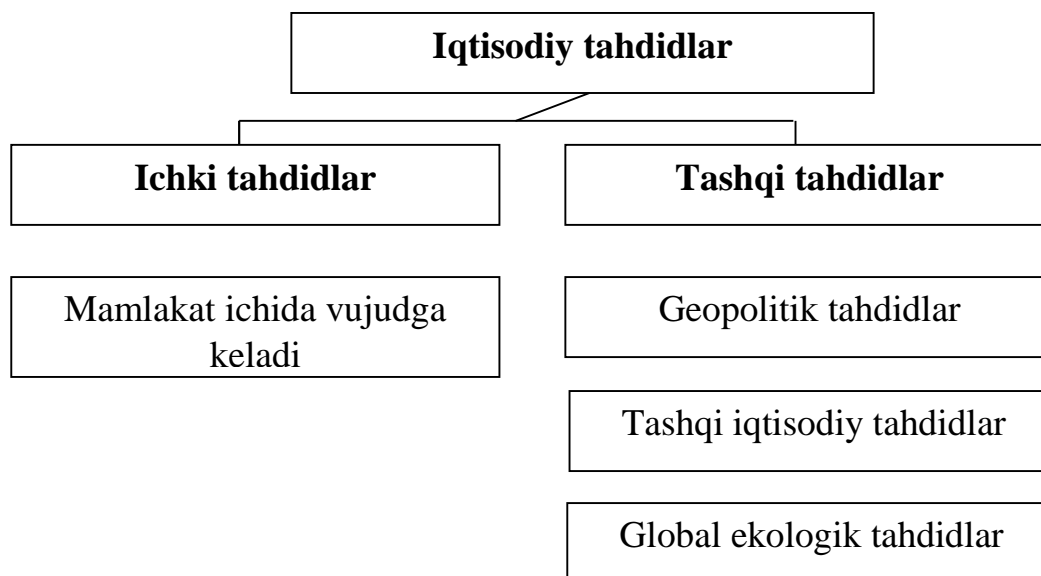 Iqtisodiy tahdidlar
Ichki tahdidlar
Tashqi tahdidlar
Mamlakat ichida vujudga
keladi
Geopolitik tahdidlar
Tashqi iqtisodiy tahdidlar
Global ekologik tahdidlar